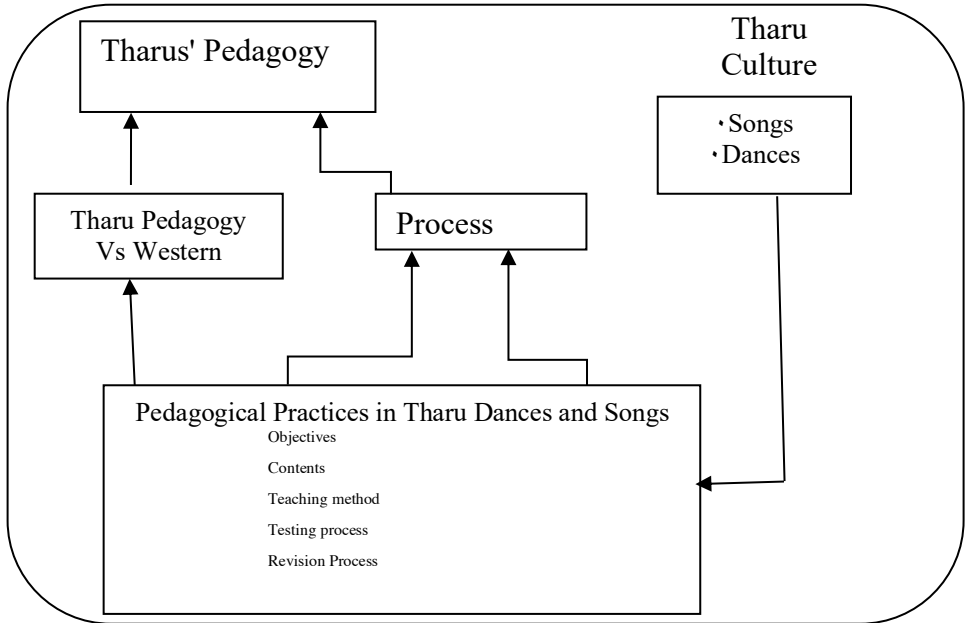 Tharus' Pedagogy
Tharu
Culture
•Songs
•Dances
Tharu Pedagogy
Vs Western
Process
Pedagogical Practices in Tharu Dances and Songs
Objectives
Contents
Teaching method
Testing process
Revision Process